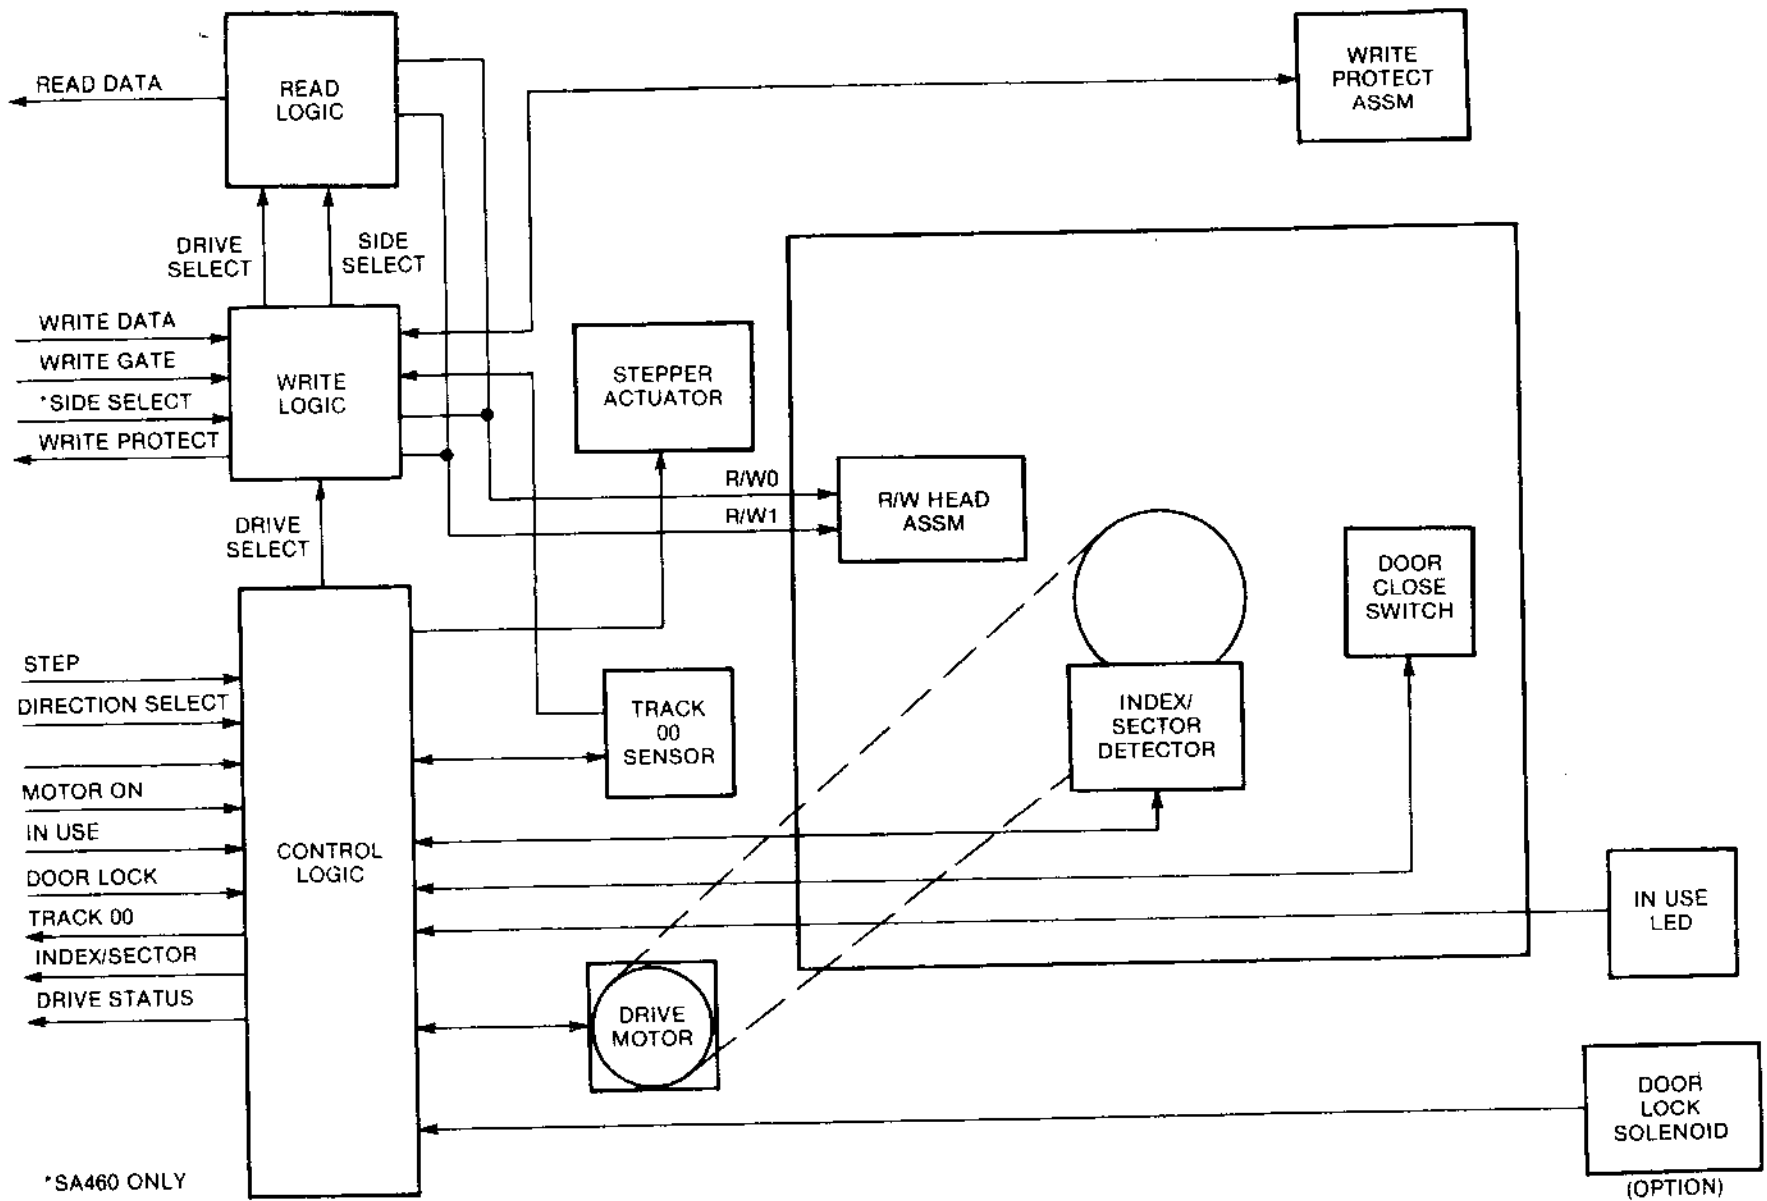 READ DATA
READ
LOGIC
WRITE
PROTECT
ASSM
DRIVE
SELECT
SIDE
SELECT
WRITE DATA
WRITE GATE
*SIDE SELECT
WRITE PROTECT
WRITE
LOGIC
STEPPER
ACTUATOR
R/W0
R/W1
R/W HEAD
ASSM
DRIVE
SELECT
DOOR
CLOSE
SWITCH
STEP
DIRECTION SELECT
MOTOR ON
IN USE
DOOR LOCK
TRACK 00
INDEX/SECTOR
DRIVE STATUS
CONTROL
LOGIC
TRACK
00
SENSOR
INDEX/
SECTOR
DETECTOR
IN USE
LED
DRIVE
MOTOR
DOOR
LOCK
SOLENOID
(OPTION)
*SA460 ONLY